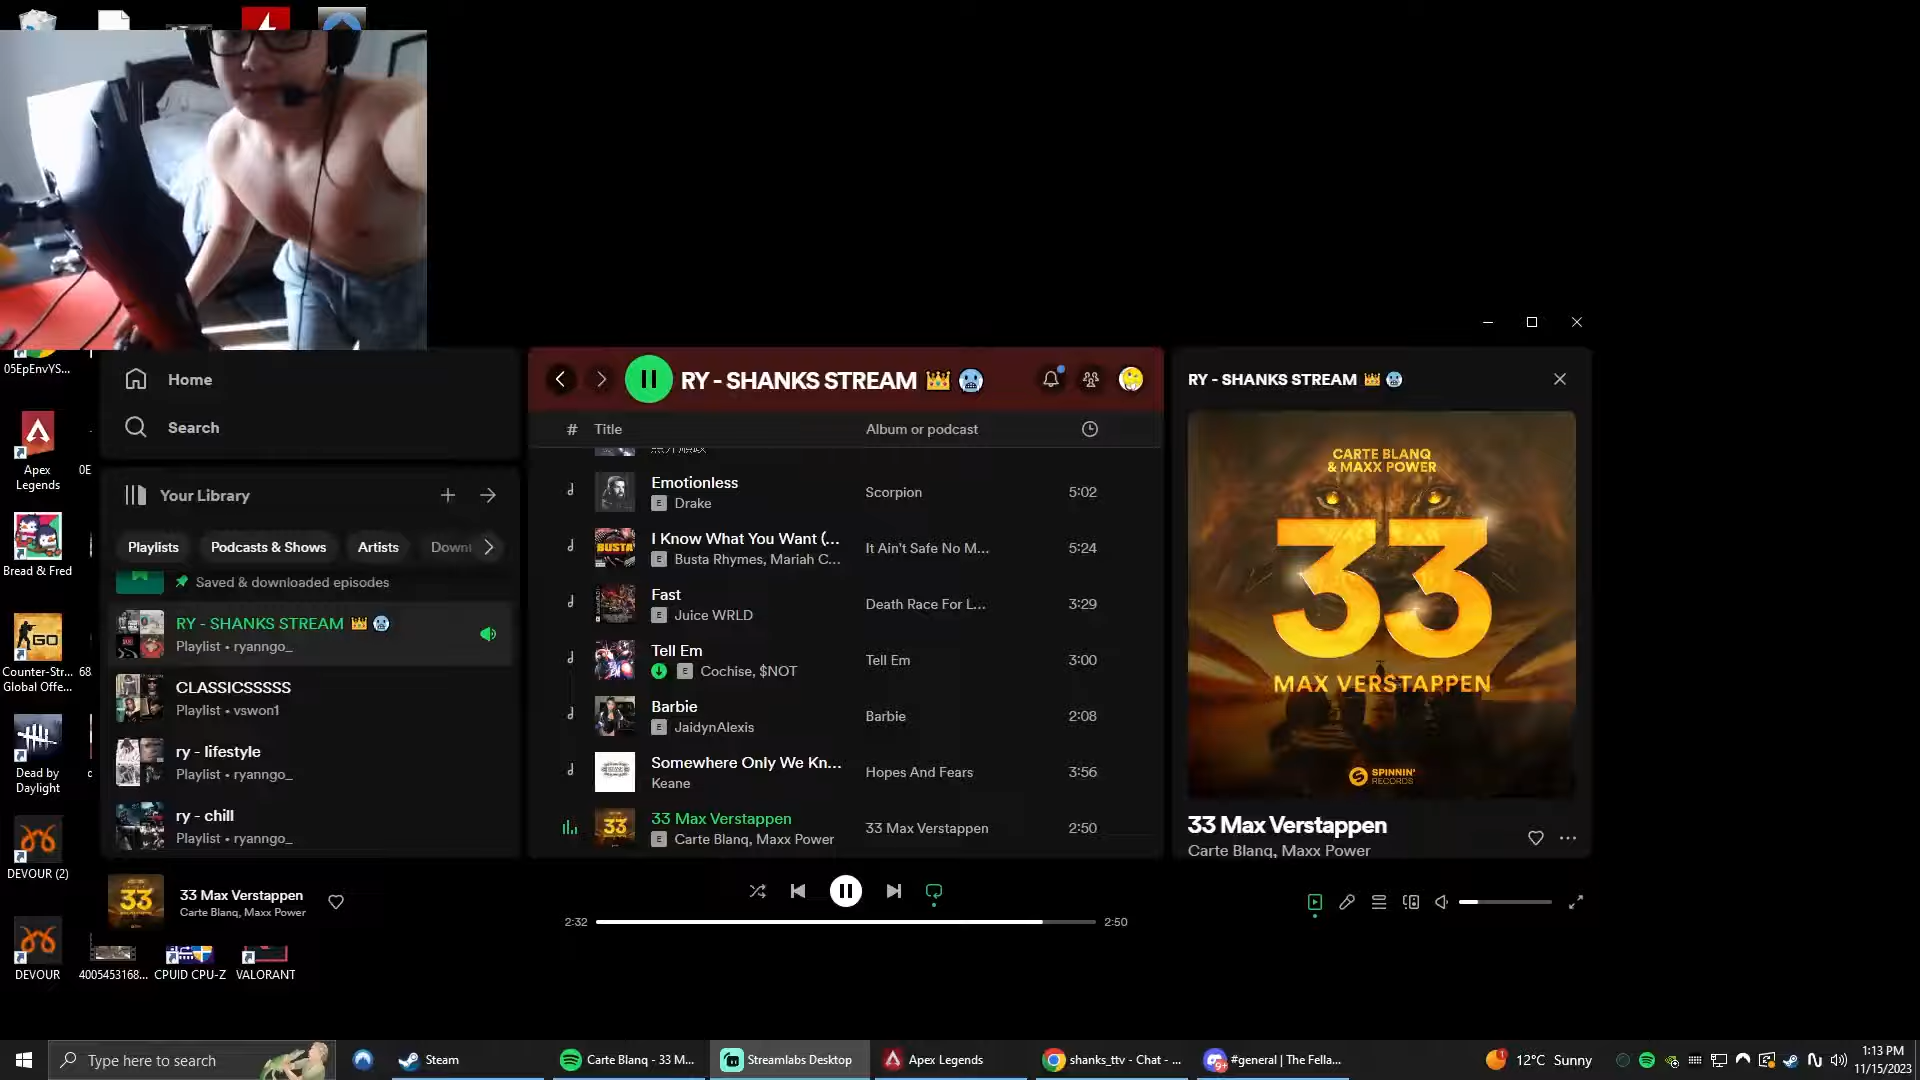 05EpEnvYS...
Apex
Legends
0E
Bread & Fred
Counter-Str...
Global Offe...
68
Dead by
Daylight
DEVOUR (2)
DEVOUR
4005453168...
CPUID CPU-Z
VALORANT
Home
Search
Your Library
Playlists
Podcasts & Shows
Artists
Downl
Saved & downloaded episodes
RY - SHANKS STREAM 👑 🥶
Playlist • ryanngo_
CLASSICSSSSS
Playlist • vswon1
ry - lifestyle
Playlist • ryanngo_
ry - chill
Playlist • ryanngo_
RY - SHANKS STREAM 👑 🥶
# Title Album or podcast
Emotionless
E Drake
Scorpion
5:02
I Know What You Want (...
E Busta Rhymes, Mariah C...
It Ain't Safe No M...
5:24
Fast
E Juice WRLD
Death Race For L...
3:29
Tell Em
E Cochise, $NOT
Tell Em
3:00
Barbie
E JaidynAlexis
Barbie
2:08
Somewhere Only We Kn...
Keane
Hopes And Fears
3:56
33 Max Verstappen
E Carte Blanq, Maxx Power
33 Max Verstappen
2:50
RY - SHANKS STREAM 👑 🥶
CARTE BLANQ
& MAXX POWER
33
MAX VERSTAPPEN
SPINNIN'
RECORDS
33 Max Verstappen
Carte Blanq, Maxx Power
33 Max Verstappen
Carte Blanq, Maxx Power
2:32
2:50
Type here to search
Steam
Carte Blanq - 33 M...
Streamlabs Desktop
Apex Legends
shanks_ttv - Chat - ...
#general | The Fella...
12°C Sunny
1:13 PM
11/15/2023